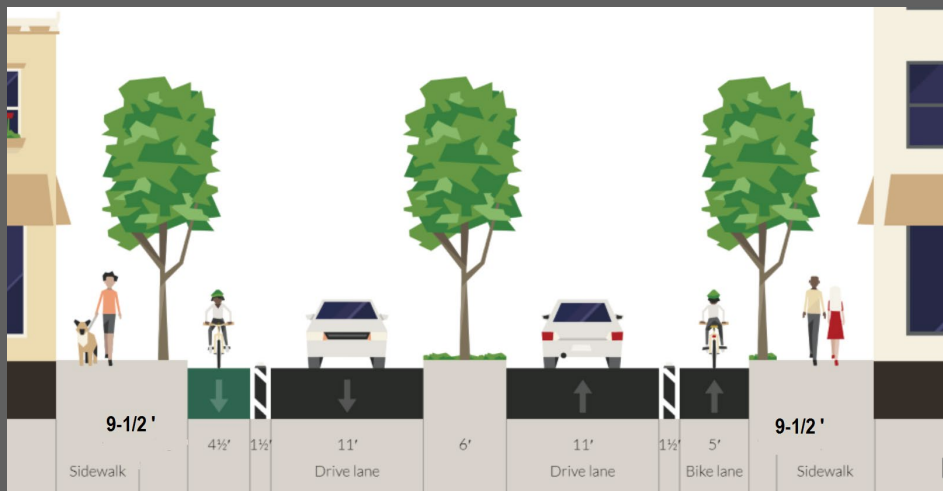 9-1/2 '
4½′ 1½′ 11′ 6′ 11′ 1½′ 5′
9-1/2 '
Sidewalk Drive lane Drive lane Bike lane Sidewalk